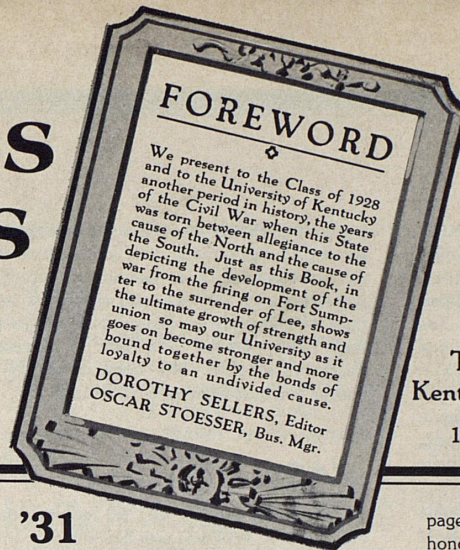 S
S
FOREWORD
We present to the Class of 1928
and to the University of Kentucky
another period in history, the years
of the Civil War when this State
was torn between allegiance to the
cause of the North and the cause of
the South. Just as this Book, in
depicting the development of the
war from the firing on Fort Sump-
ter to the surrender of Lee, shows
the ultimate growth of strength and
union so may our University as it
goes on become stronger and more
bound together by the bonds of
loyalty to an undivided cause.
DOROTHY SELLERS, Editor
OSCAR STOESSER, Bus. Mgr.
T
Kent
1
'31
page
hono